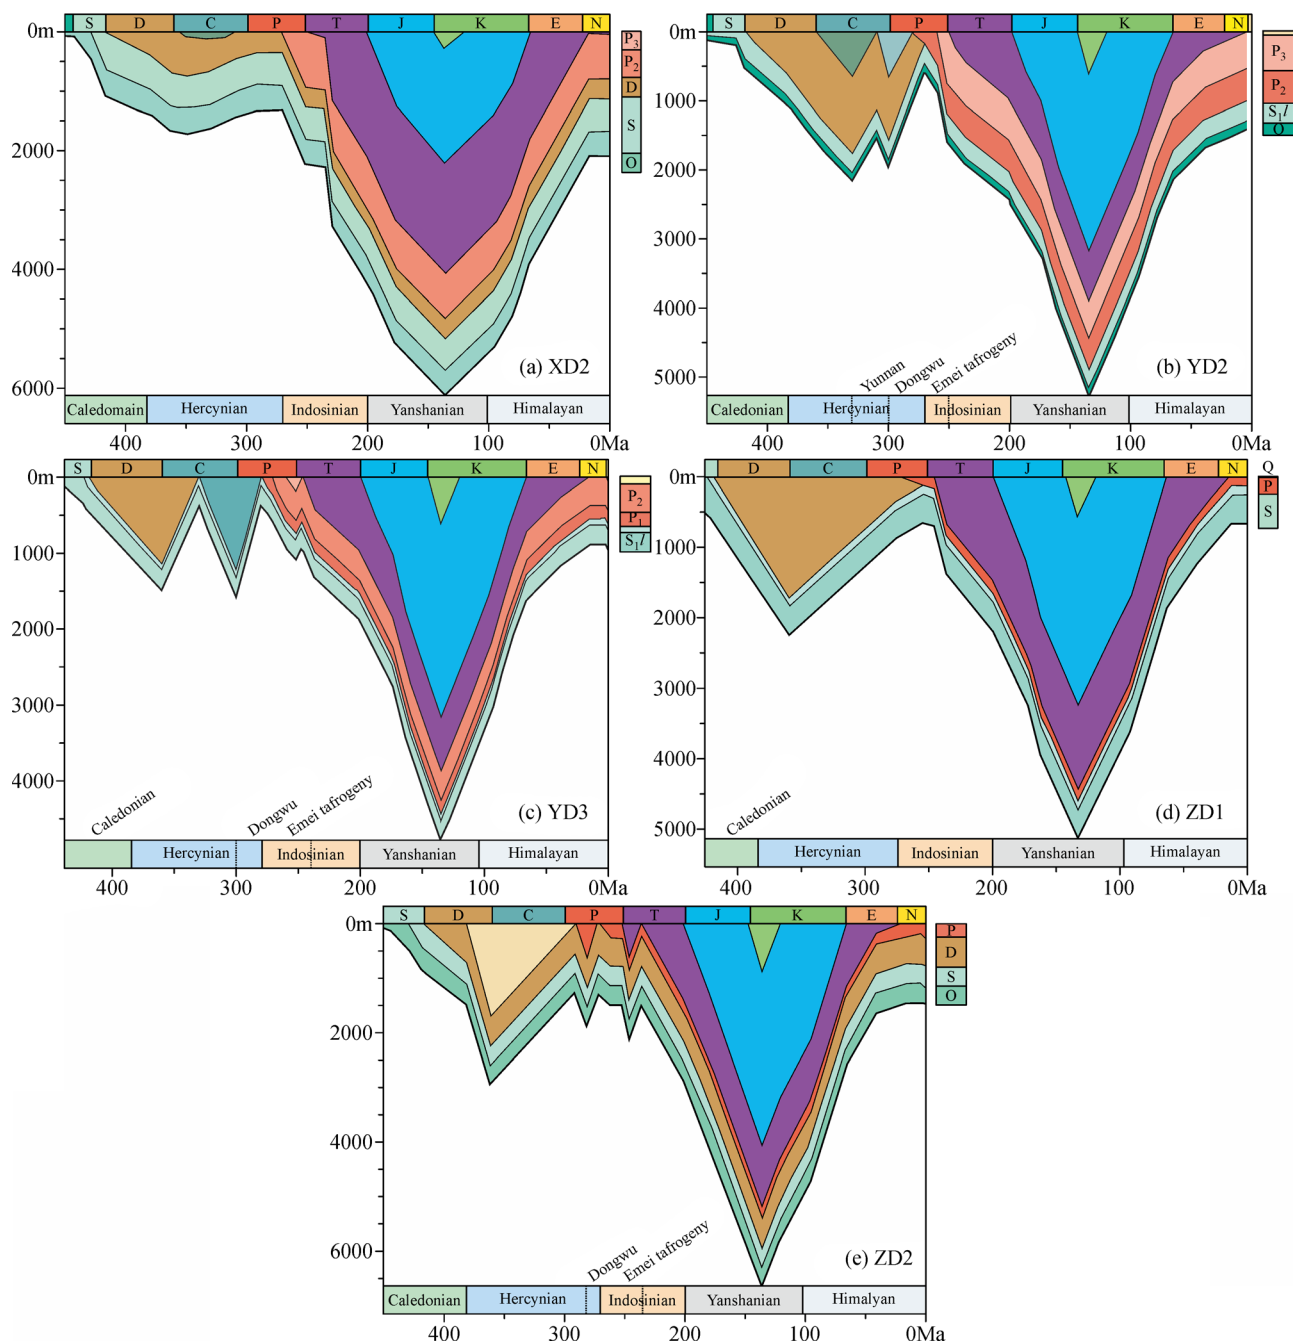 S D C P T J K E N
0m
2000
4000
6000
P3
P2
D
S
O
(a) XD2
Caledomain Hercynian Indosinian Yanshanian Himalayan
400 300 200 100 0Ma
S D C P T J K E N
0m
1000
2000
3000
4000
5000
P3
P2
S1l
O
Yunnan
Dongwu
Emei tafrogeny
(b) YD2
Caledonian Hercynian Indosinian Yanshanian Himalayan
400 300 200 100 0Ma
S D C P T J K E N
0m
1000
2000
3000
4000
P2
P1
S1l
Caledonian
Dongwu
Emei tafrogeny
(c) YD3
Hercynian Indosinian Yanshanian Himalayan
400 300 200 100 0Ma
S D C P T J K E N Q
0m
1000
2000
3000
4000
5000
P
S
Caledonian
(d) ZD1
Hercynian Indosinian Yanshanian Himalayan
400 300 200 100 0Ma
S D C P T J K E N
0m
2000
4000
6000
P
D
S
O
Dongwu
Emei tafrogeny
(e) ZD2
Caledonian Hercynian Indosinian Yanshanian Himalyan
400 300 200 100 0Ma